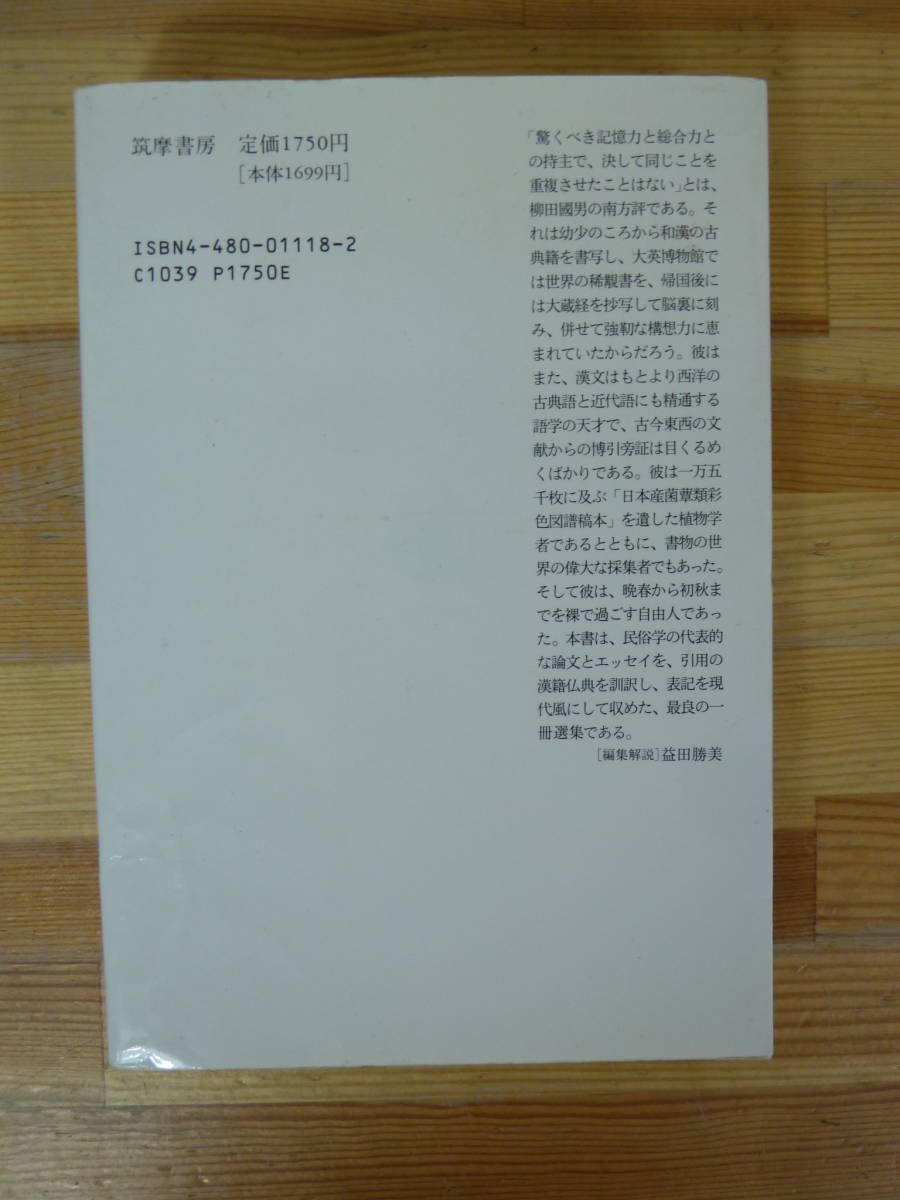 筑摩書房 定価1750円
[本体1699円]
ISBN4-480-01118-2
C1039 P1750E
「驚くべき記憶力と総合力と
の持主で、決して同じことを
重複させたことはない」とは、
柳田國男の南方評である。そ
れは幼少のころから和漢の古
典籍を書写し、大英博物館で
は世界の稀覯書を、帰国後に
は大蔵経を抄写して脳裏に刻
み、併せて強靭な構想力に恵
まれていたからだろう。彼は
また、漢文はもとより西洋の
古典語と近代語にも精通する
語学の天才で、古今東西の文
献からの博引旁証は目くるめ
くばかりである。彼は一万五
千枚に及ぶ「日本産菌蕈類彩
色図譜稿本」を遺した植物学
者であるとともに、書物の世
界の偉大な採集者でもあった。
そして彼は、晩春から初秋ま
でを裸で過ごす自由人であっ
た。本書は、民俗学の代表的
な論文とエッセイを、引用の
漢籍仏典を訓訳し、表記を現
代風にして収めた、最良の一
冊選集である。
[編集解説]益田勝美